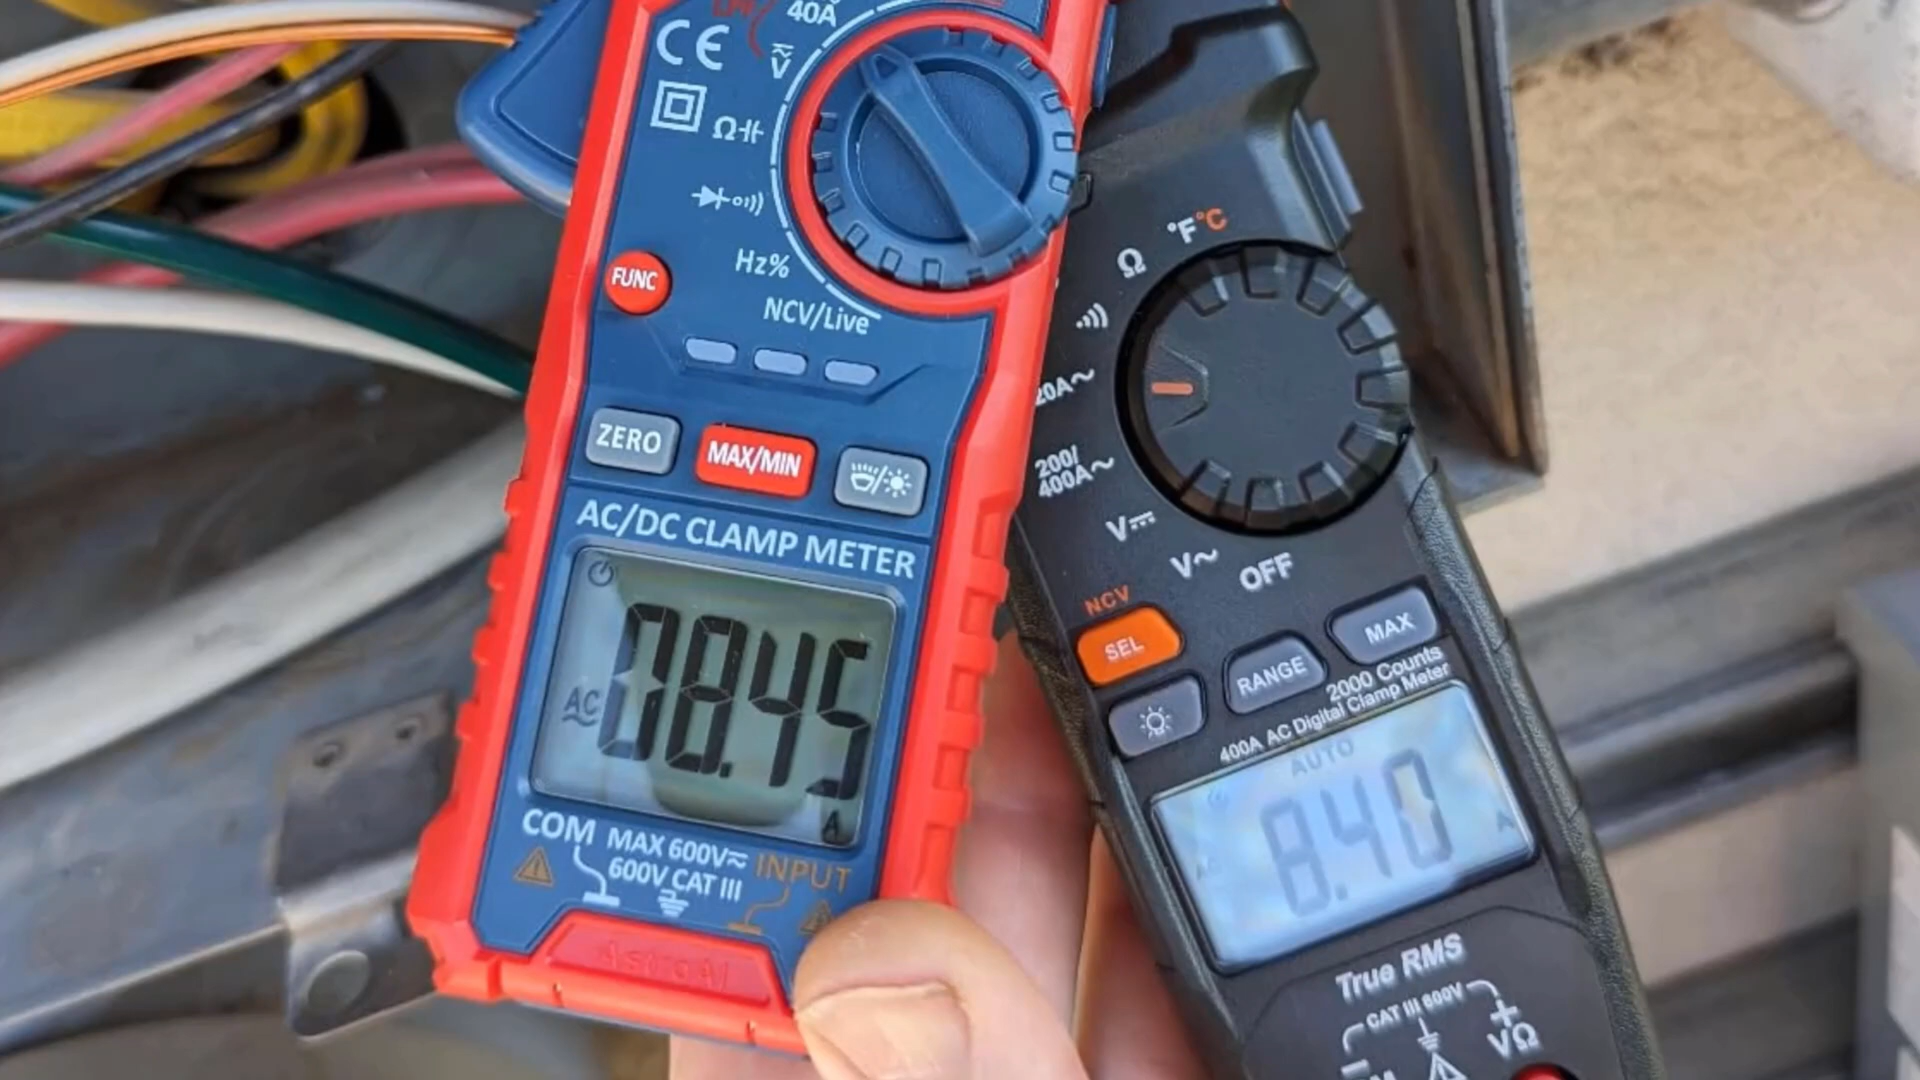 40A
CE
V
Ω
Hz%
FUNC
NCV/Live
ZERO
MAX/MIN
AC/DC CLAMP METER
AC
08.45
A
COM
MAX 600V
600V CAT III
INPUT
AstroAI
°F°C
Ω
20A~
200/
400A~
V
V~
OFF
NCV
SEL
RANGE
MAX
2000 Counts
400A AC Digital Clamp Meter
AUTO
AC
8.40
A
True RMS
CAT III 600V
+
VΩ